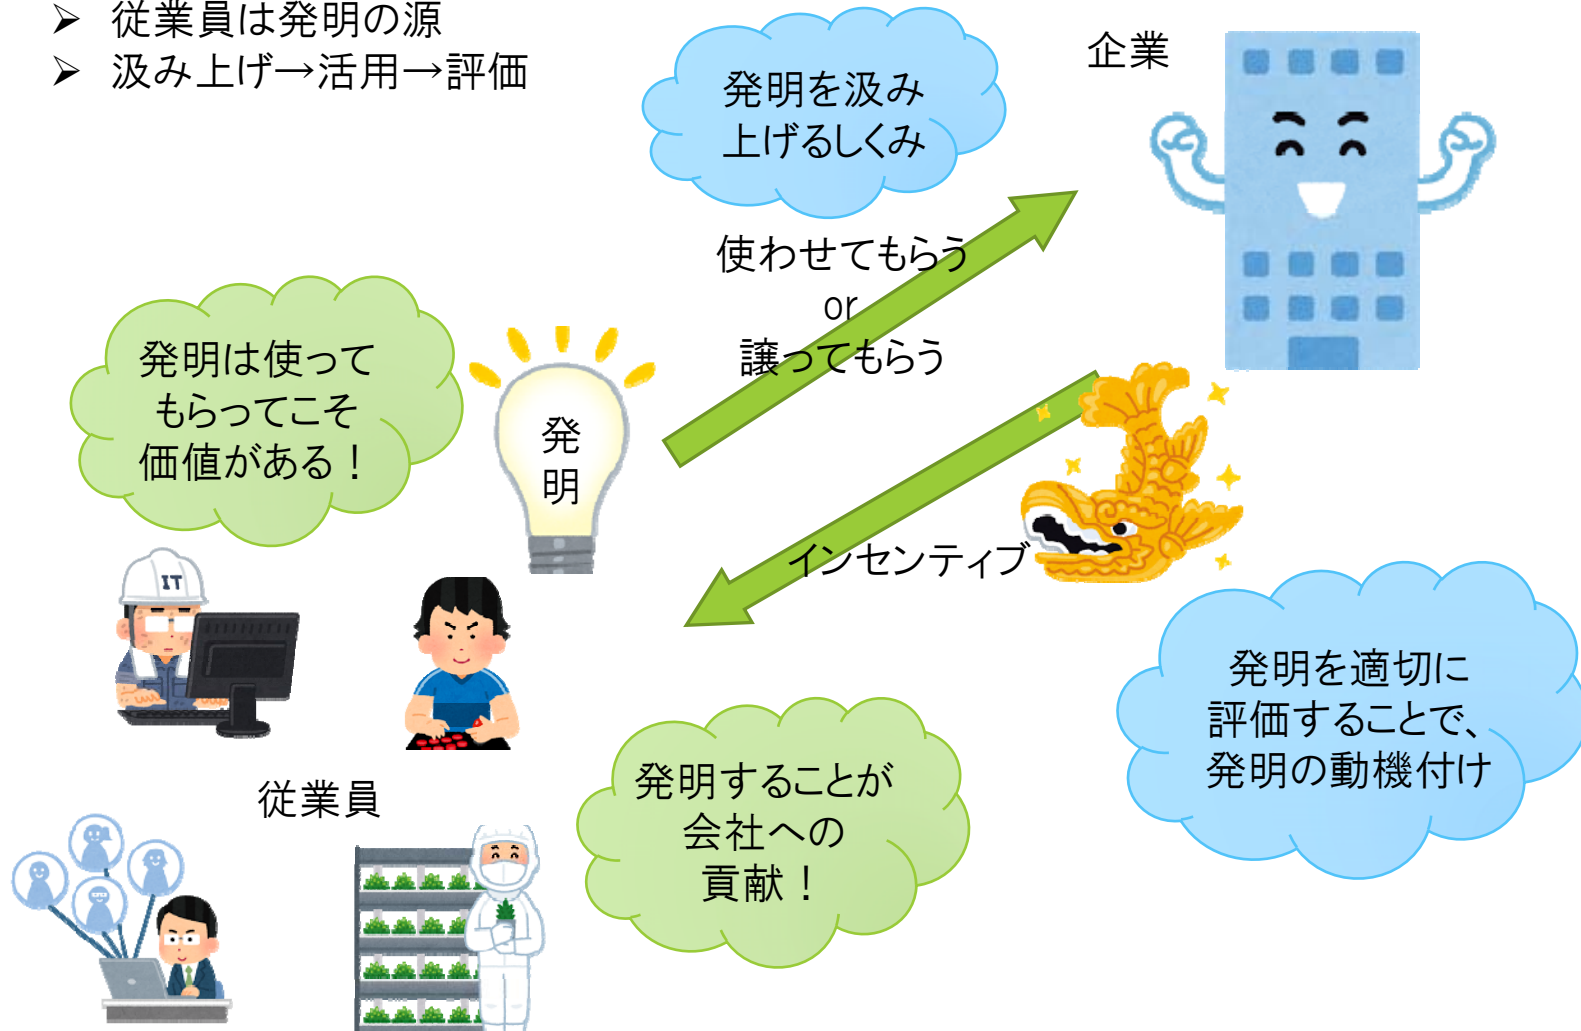 ➢ 従業員は発明の源
➢ 汲み上げ→活用→評価
発明を汲み
上げるしくみ
企業
使わせてもらう
or
譲ってもらう
発明は使って
もらってこそ
価値がある！
発
明
インセンティブ
IT
発明を適切に
評価することで、
発明の動機付け
従業員
発明することが
会社への
貢献！